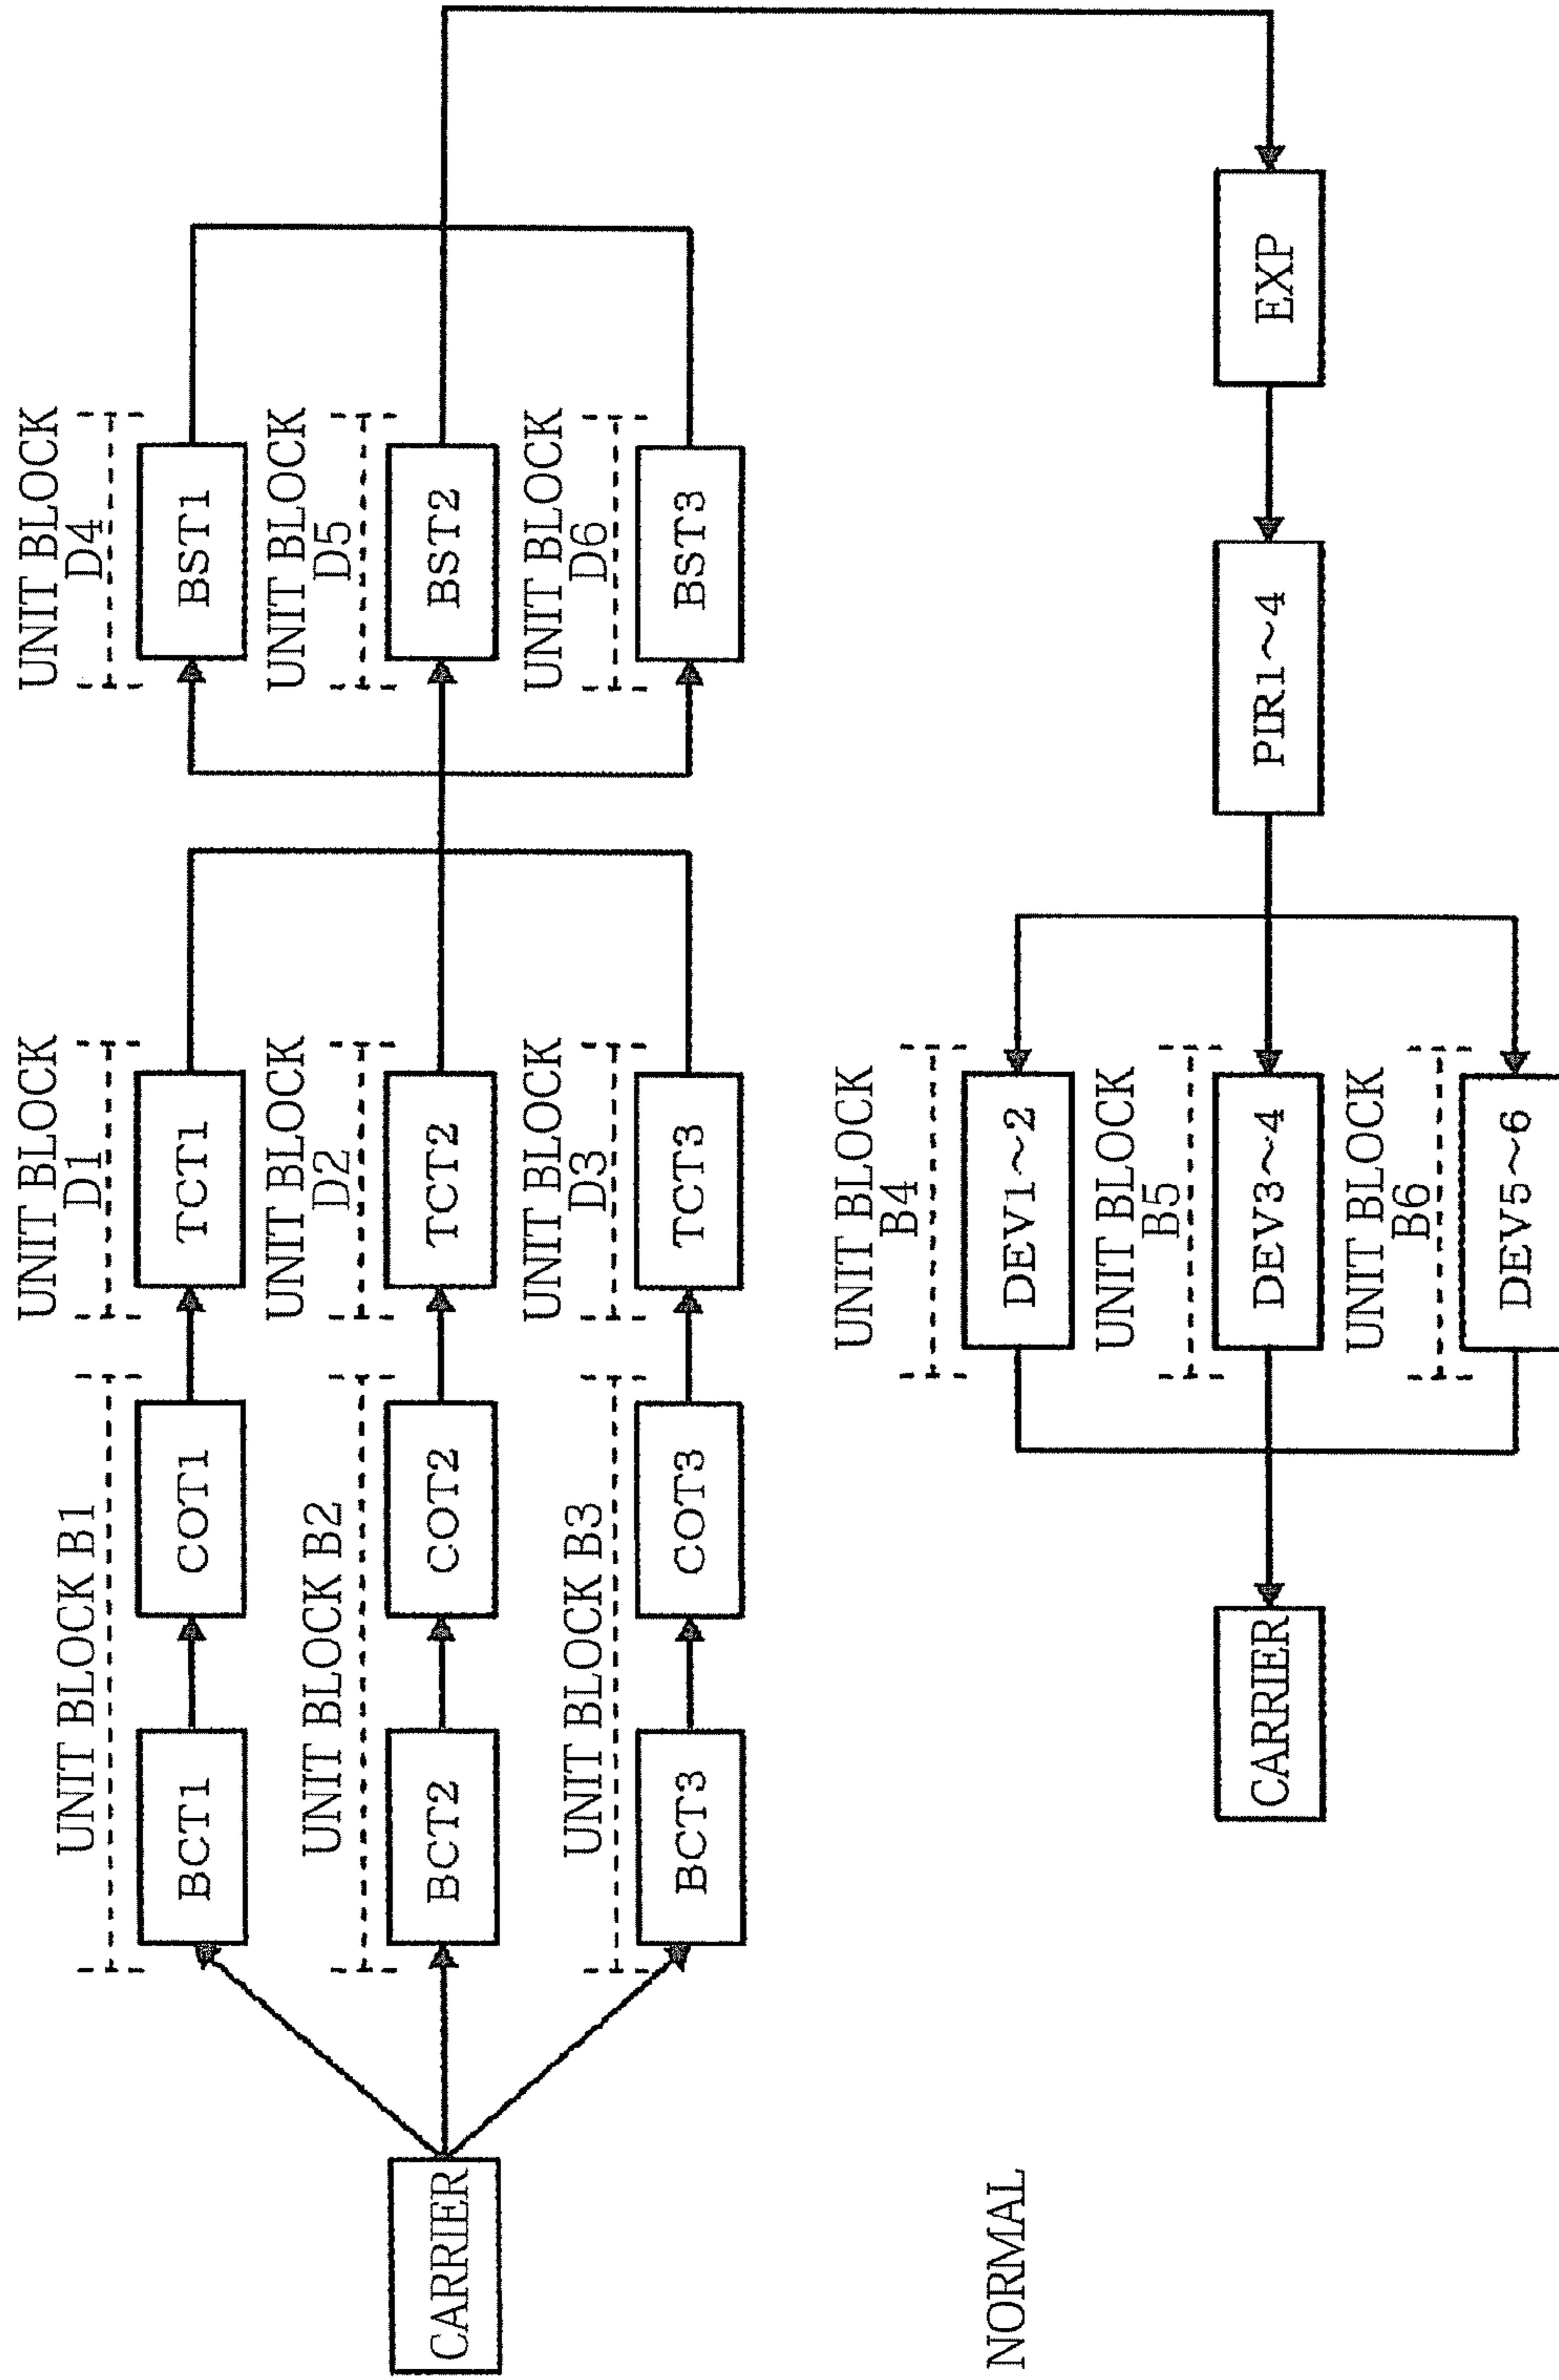 UNIT BLOCK B1
BCT1
COT1
UNIT BLOCK
D1
TCT1
UNIT BLOCK
D4
BST1
CARRIER
UNIT BLOCK B2
BCT2
COT2
UNIT BLOCK
D2
TCT2
UNIT BLOCK
D5
BST2
UNIT BLOCK B3
BCT3
COT3
UNIT BLOCK
D3
TCT3
UNIT BLOCK
D6
BST3
NORMAL
UNIT BLOCK
B4
DEV1~2
CARRIER
UNIT BLOCK
B5
DEV3~4
PIR1~4
EXP
UNIT BLOCK
B6
DEV5~6